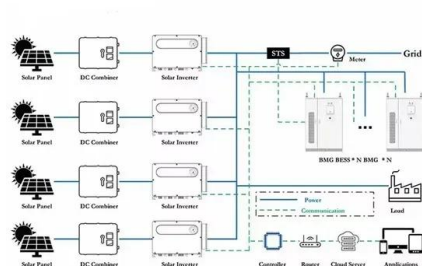 STS
Meter
Grid
Solar Panel DC Combiner Solar Inverter
Solar Panel DC Combiner Solar Inverter
BMG BESS * N BMG * N
Solar Panel DC Combiner Solar Inverter
Power
Communication
Load
Solar Panel DC Combiner Solar Inverter
Controller Router Cloud Server Applications